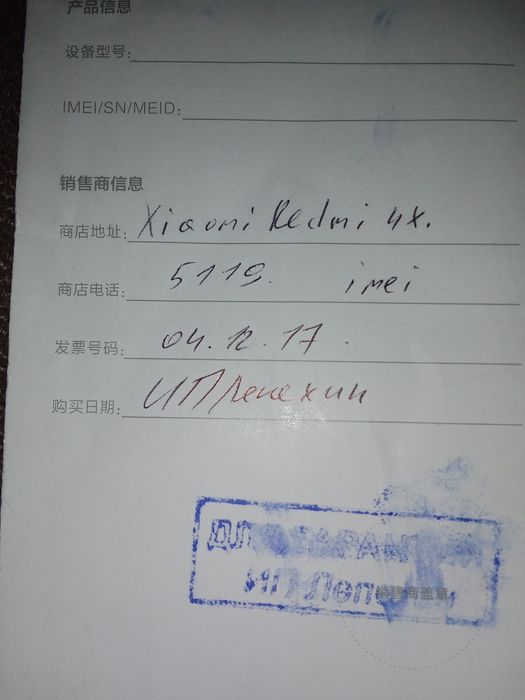 产品信息
设备型号:
IMEI/SN/MEID:
销售商信息
商店地址: Xiaomi Redmi 4x.
商店电话: 5119. imei
发票号码: 04.12.17.
购买日期: ИП Лепехин
ДЛЯ
ИП Леп
销售商盖章